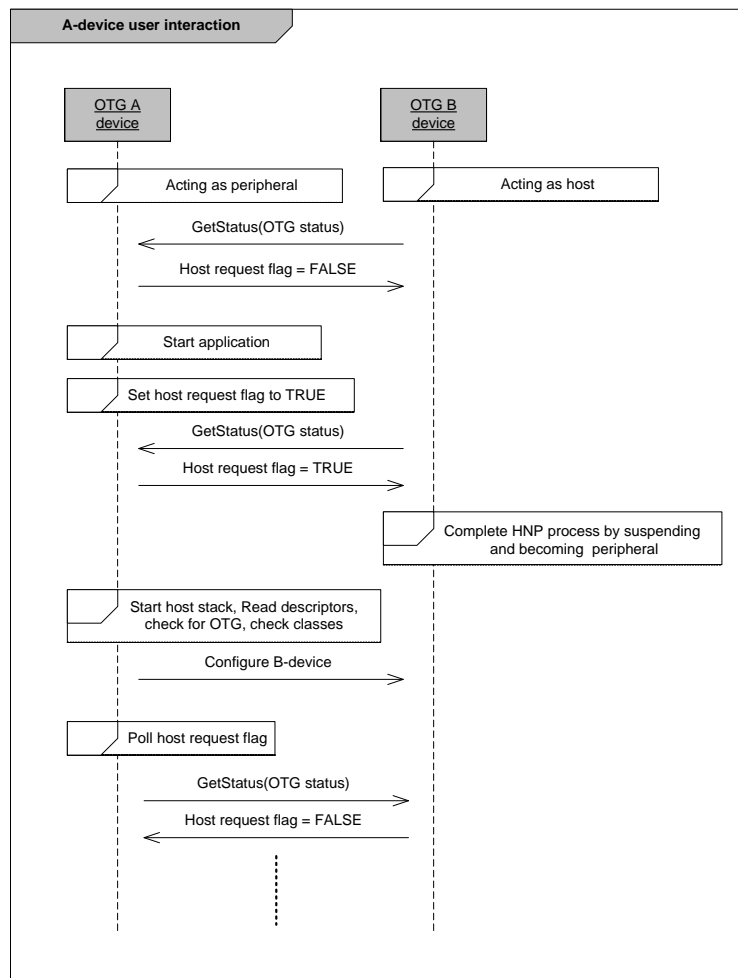 A-device user interaction
OTG A
device
OTG B
device
Acting as peripheral
Acting as host
GetStatus(OTG status)
Host request flag = FALSE
Start application
Set host request flag to TRUE
GetStatus(OTG status)
Host request flag = TRUE
Complete HNP process by suspending
and becoming peripheral
Start host stack, Read descriptors,
check for OTG, check classes
Configure B-device
Poll host request flag
GetStatus(OTG status)
Host request flag = FALSE